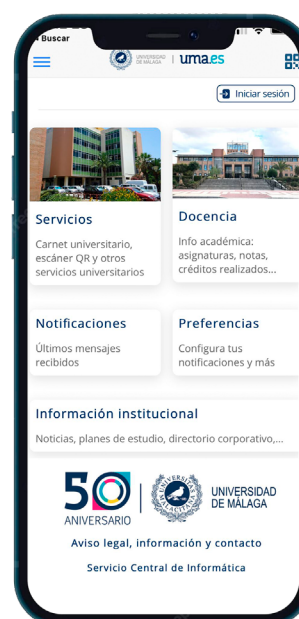 Buscar
UNIVERSIDAD
DE MÁLAGA
uma.es
Iniciar sesión
Servicios
Carnet universitario,
escáner QR y otros
servicios universitarios
Docencia
Info académica:
asignaturas, notas,
créditos realizados...
Notificaciones
Últimos mensajes
recibidos
Preferencias
Configura tus
notificaciones y más
Información institucional
Noticias, planes de estudio, directorio corporativo,...
50
ANIVERSARIO
UNIVERSIDAD
DE MÁLAGA
Aviso legal, información y contacto
Servicio Central de Informática